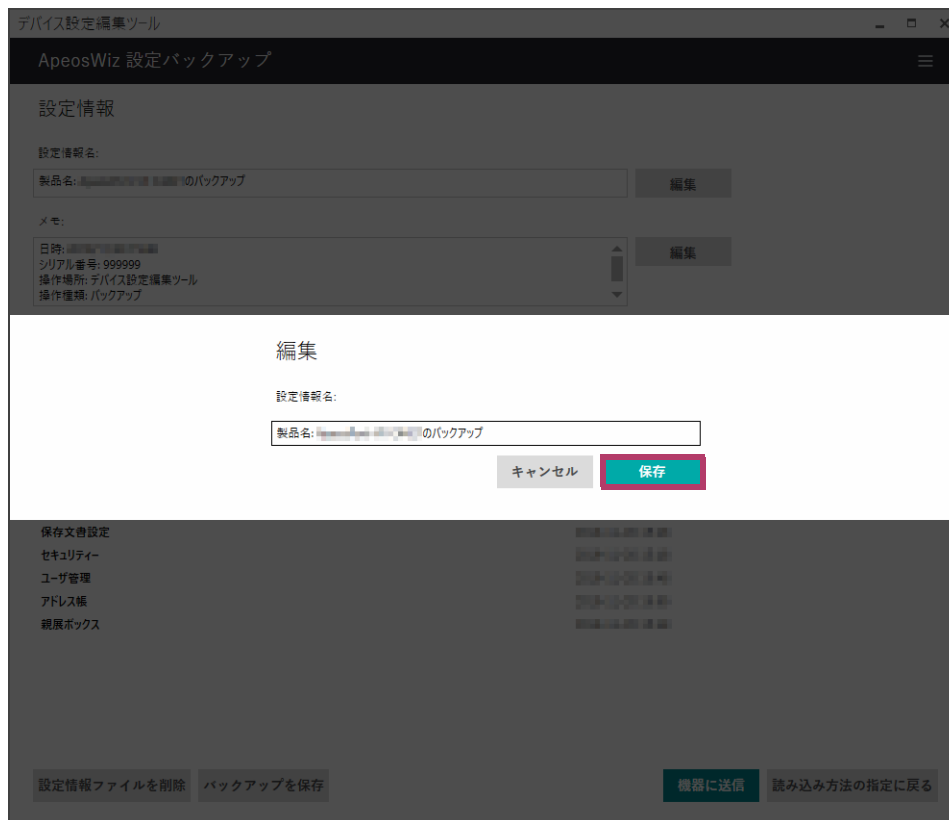 デバイス設定編集ツール
ApeosWiz 設定バックアップ
設定情報
設定情報名:
製品名: のバックアップ
編集
メモ:
日時:
シリアル番号: 999999
操作場所: デバイス設定編集ツール
操作種類: バックアップ
編集
編集
設定情報名:
製品名: のバックアップ
キャンセル
保存
保存文書設定
セキュリティー
ユーザ管理
アドレス帳
親展ボックス
設定情報ファイルを削除
バックアップを保存
機器に送信
読み込み方法の指定に戻る